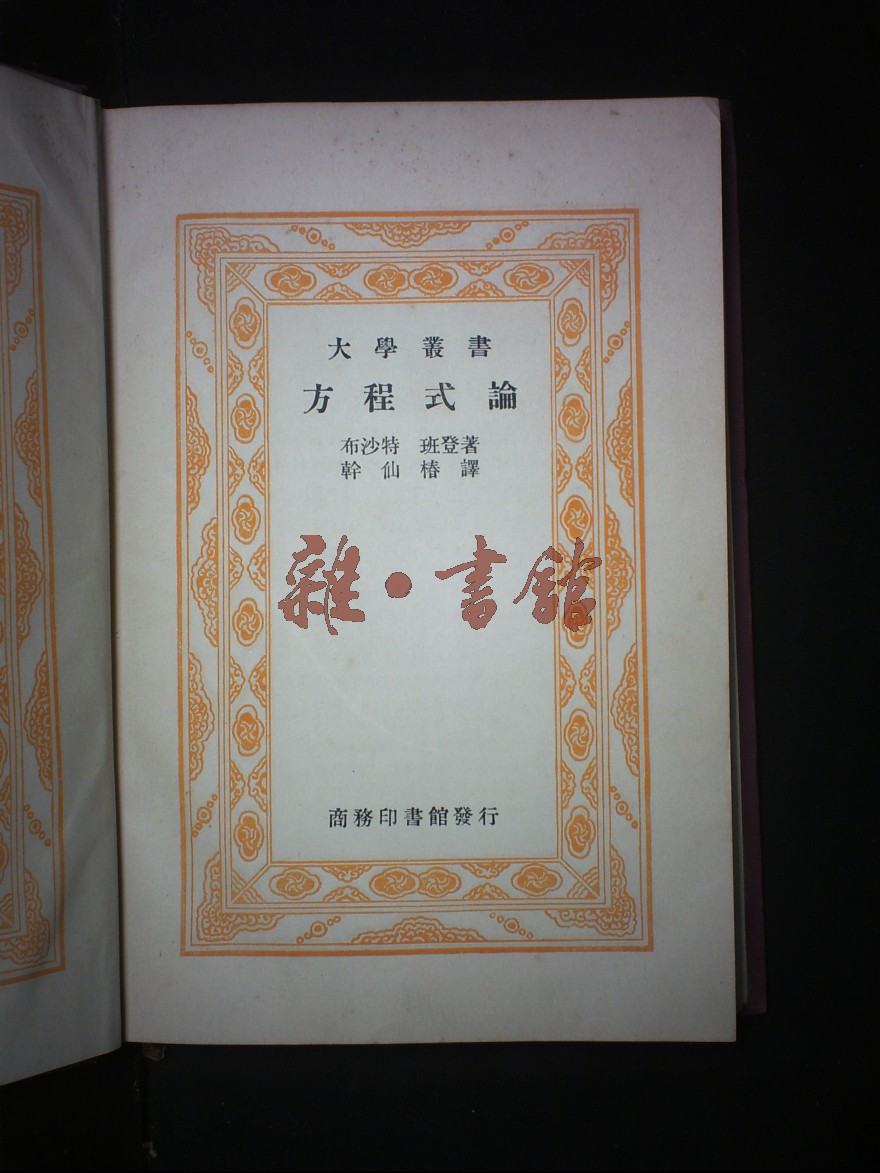 大學叢書
方程式論
布沙特 班登著
幹仙椿譯
雜·書館
商務印書館發行